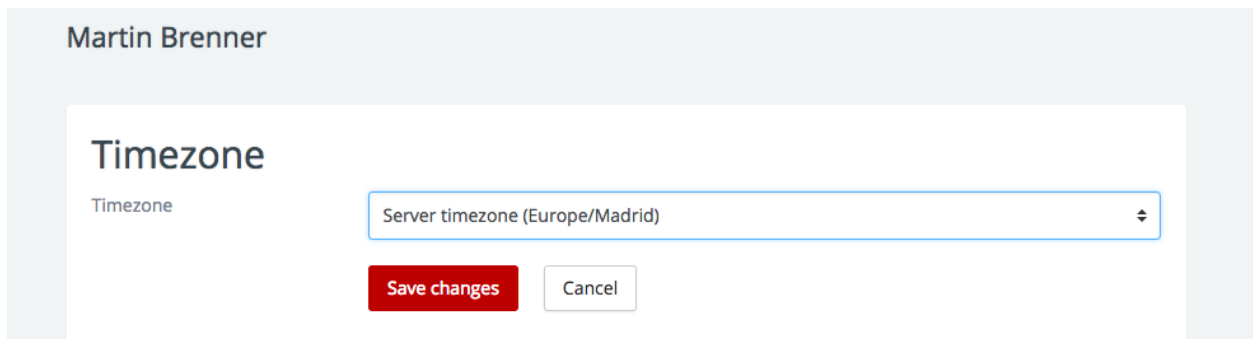 Martin Brenner
Timezone
Timezone
Server timezone (Europe/Madrid)
Save changes
Cancel